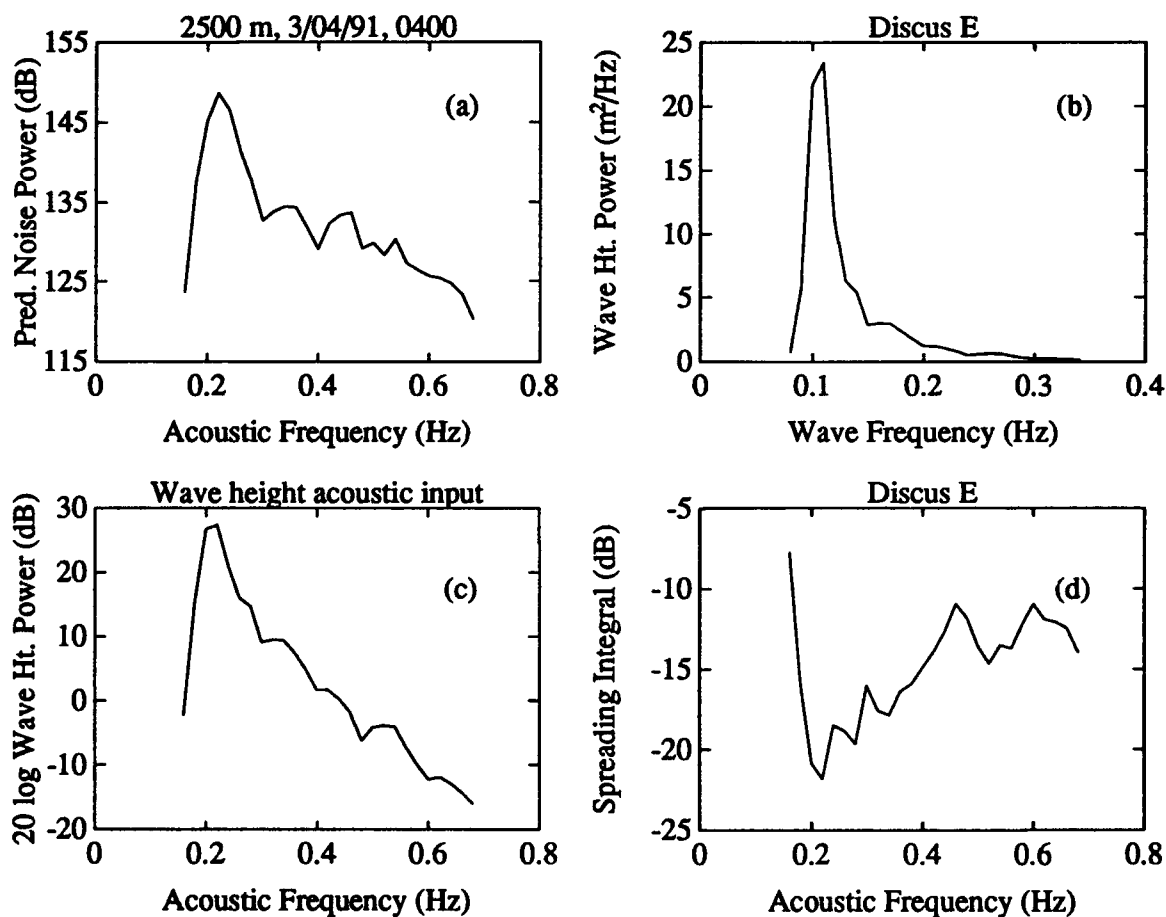 2500 m, 3/04/91, 0400
Pred. Noise Power (dB)
155
145
135
125
115
(a)
0
0.2
0.4
0.6
0.8
Acoustic Frequency (Hz)
Discus E
Wave Ht. Power (m²/Hz)
25
20
15
10
5
0
(b)
0
0.1
0.2
0.3
0.4
Wave Frequency (Hz)
Wave height acoustic input
20 log Wave Ht. Power (dB)
30
20
10
0
-10
-20
(c)
0
0.2
0.4
0.6
0.8
Acoustic Frequency (Hz)
Discus E
Spreading Integral (dB)
-5
-10
-15
-20
-25
(d)
0
0.2
0.4
0.6
0.8
Acoustic Frequency (Hz)